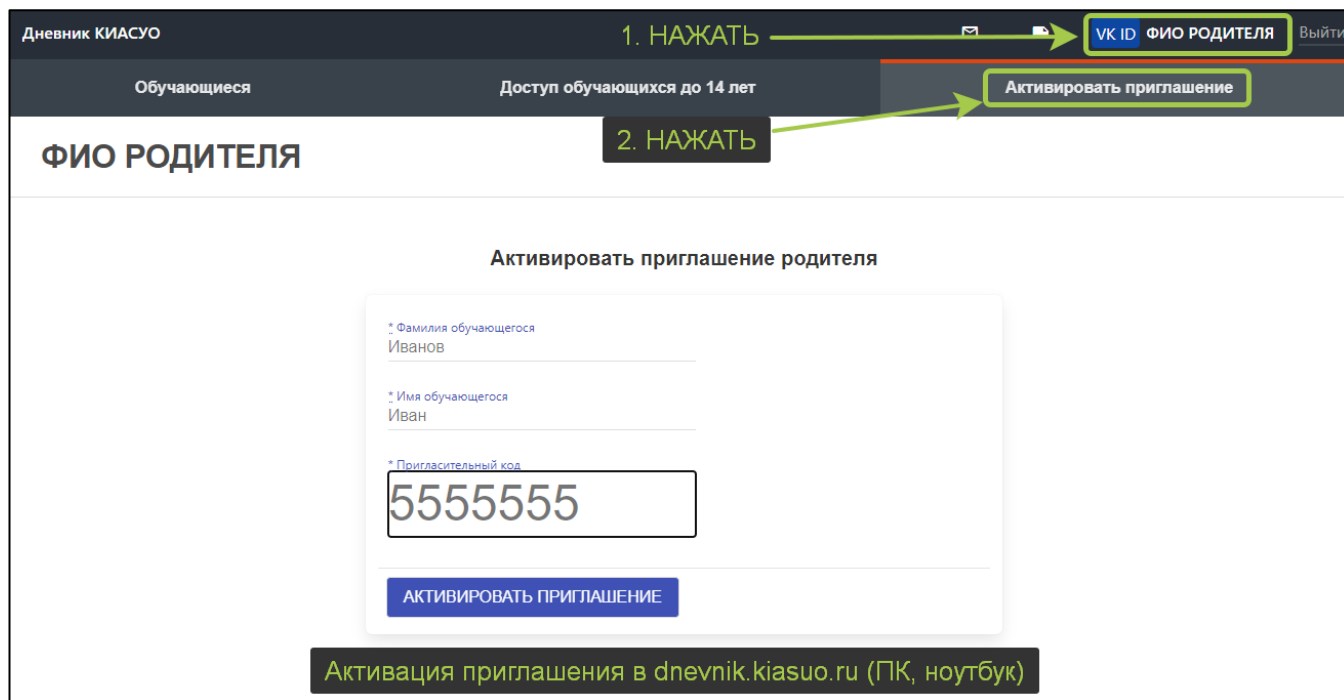 Дневник КИАСУО
1. НАЖАТЬ
VK ID ФИО РОДИТЕЛЯ
Выйти
Обучающиеся
Доступ обучающихся до 14 лет
Активировать приглашение
2. НАЖАТЬ
ФИО РОДИТЕЛЯ
Активировать приглашение родителя
* Фамилия обучающегося
Иванов
* Имя обучающегося
Иван
* Пригласительный код
5555555
АКТИВИРОВАТЬ ПРИГЛАШЕНИЕ
Активация приглашения в dnevnik.kiasuo.ru (ПК, ноутбук)